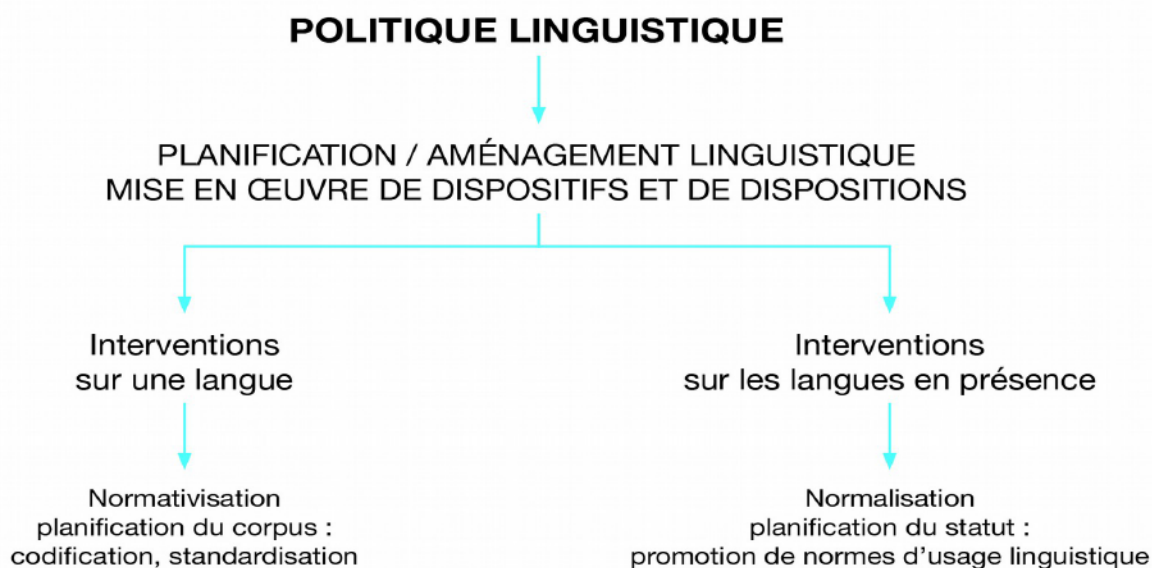 POLITIQUE LINGUISTIQUE
PLANIFICATION / AMÉNAGEMENT LINGUISTIQUE
MISE EN ŒUVRE DE DISPOSITIFS ET DE DISPOSITIONS
Interventions
sur une langue
Interventions
sur les langues en présence
Normativisation
planification du corpus :
codification, standardisation
Normalisation
planification du statut :
promotion de normes d'usage linguistique